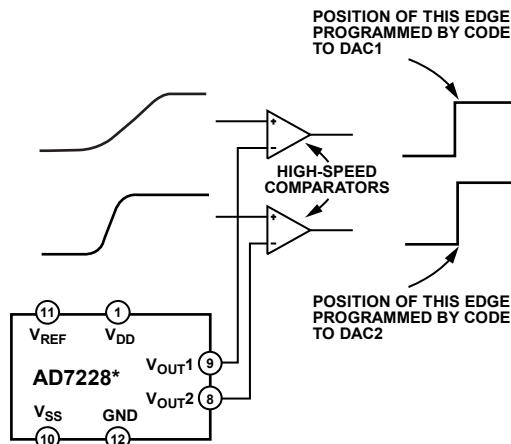 POSITION OF THIS EDGE
PROGRAMMED BY CODE
TO DAC1
+
−
HIGH-SPEED
COMPARATORS
+
−
POSITION OF THIS EDGE
PROGRAMMED BY CODE
TO DAC2
11
1
VREF
VDD
VOUT1
9
AD7228*
VOUT2
8
VSS
GND
10
12